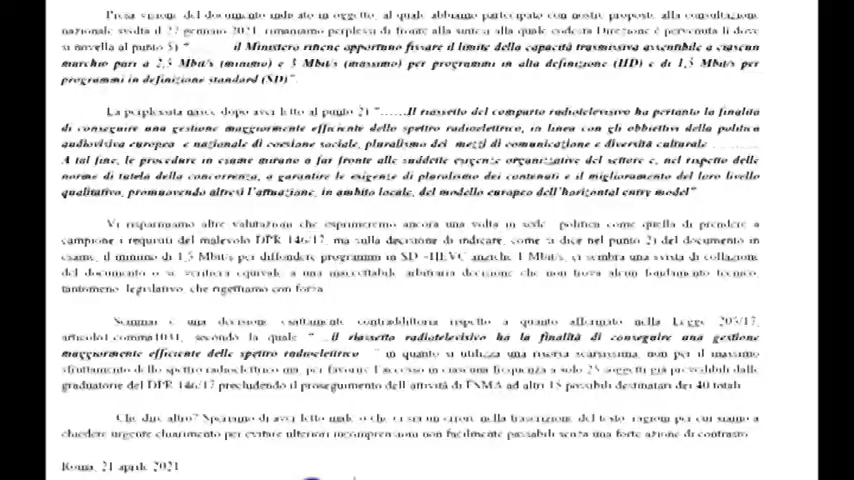 Presa visione del documento indicato in oggetto, al quale abbiamo partecipato con nostre proposte alla consultazione
nazionale svolta il 27 gennaio 2021, rimaniamo perplessi di fronte alla sintesi alla quale codesta Direzione è pervenuta là dove
si novella al punto 5) " il Ministero ritiene opportuno fissare il limite della capacità trasmissiva assentibile a ciascun
marchio pari a 2,5 Mbit/s (minimo) e 3 Mbit/s (massimo) per programmi in alta definizione (HD) e di 1,5 Mbit/s per
programmi in definizione standard (SD)".
La perplessità nasce dopo aver letto al punto 2) "……Il riassetto del comparto radiotelevisivo ha pertanto la finalità
di conseguire una gestione maggiormente efficiente dello spettro radioelettrico, in linea con gli obbiettivi della politica
audiovisiva europea e nazionale di coesione sociale, pluralismo dei mezzi di comunicazione e diversità culturale
A tal fine, le procedure in esame mirano a far fronte alle suddette esigenze organizzative del settore e, nel rispetto delle
norme di tutela della concorrenza, a garantire le esigenze di pluralismo dei contenuti e il miglioramento del loro livello
qualitativo, promuovendo altresì l'attuazione, in ambito locale, del modello europeo dell'horizontal entry model"
Vi risparmiamo altre valutazioni che esprimeremo ancora una volta in sede politica come quella di prendere a
campione i requisiti del malevolo DPR 146/17, ma sulla decisione di indicare, come si dice nel punto 2) del documento in
esame, il minimo di 1,5 Mbit/s per diffondere programmi in SD -HEVC anziché 1 Mbit/s, ci sembra una svista di collazione
del documento o se veritiera equivale a una inaccettabile arbitraria decisione che non trova alcun fondamento tecnico,
tantomeno legislativo, che rigettiamo con forza.
Semmai è una decisione esattamente contraddittoria rispetto a quanto affermato nella Legge 205/17,
articolo1 comma1031, secondo la quale " ...il riassetto radiotelevisico ha la finalità di conseguire una gestione
maggiormente efficiente delle spettro radioelettrico " in quanto si utilizza una risorsa scarsissima, non per il massimo
sfruttamento dello spettro radioelettrico ma, per favorire l'accesso in ciascuna frequenza a solo 25 soggetti già prevedibili dalle
graduatorie del DPR 146/17 precludendo il proseguimento dell'attività di FSMA ad altri 15 possibili destinatari dei 40 totali.
Che dire altro? Speriamo di aver letto male o che ci sia un errore nella trascrizione del testo, ragioni per cui siamo a
chiedere urgente chiarimento per evitare ulteriori incomprensioni non facilmente passabili senza una forte azione di contrasto.
Roma, 21 aprile 2021